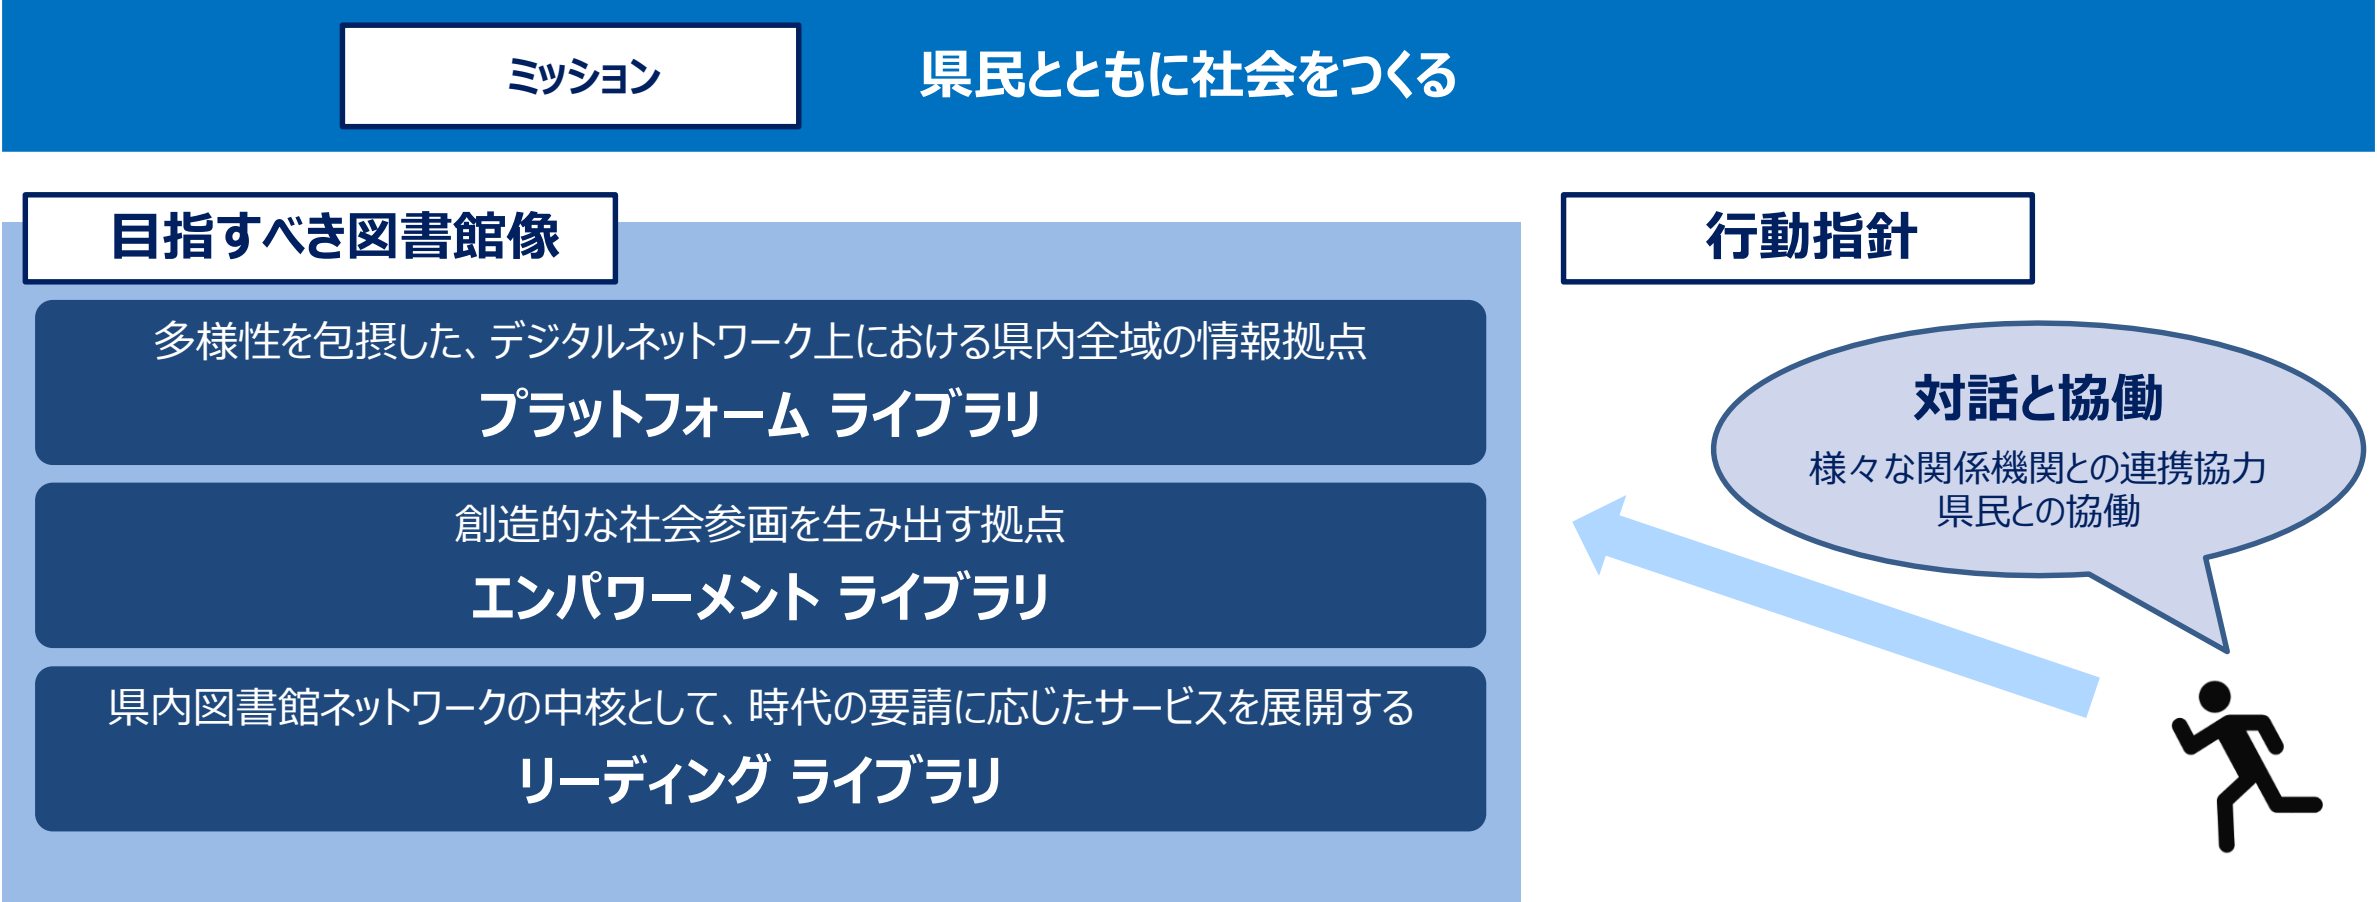 ミッション
県民とともに社会をつくる
目指すべき図書館像
多様性を包摂した、デジタルネットワーク上における県内全域の情報拠点
プラットフォーム ライブラリ
創造的な社会参画を生み出す拠点
エンパワーメント ライブラリ
県内図書館ネットワークの中核として、時代の要請に応じたサービスを展開する
リーディング ライブラリ
行動指針
対話と協働
様々な関係機関との連携協力
県民との協働